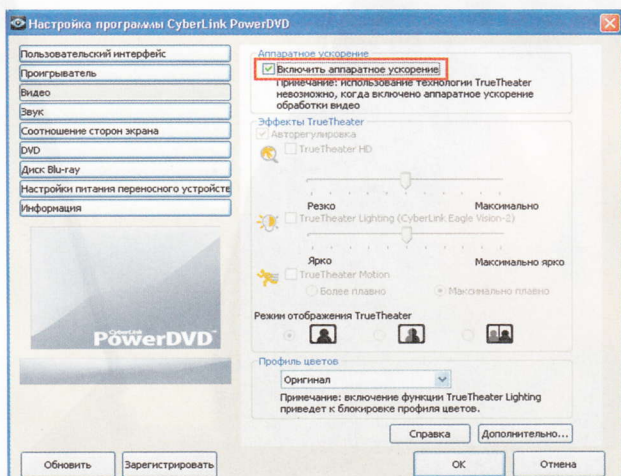 Настройка программы CyberLink PowerDVD
Пользовательский интерфейс
Проигрыватель
Видео
Звук
Соотношение сторон экрана
DVD
Диск Blu-ray
Настройки питания переносного устройств
Информация
CyberLink
PowerDVD
Обновить
Зарегистрировать
Аппаратное ускорение
Включить аппаратное ускорение
Примечание: использование технологии TrueTheater
невозможно, когда включено аппаратное ускорение
обработки видео
Эффекты TrueTheater
Авторегулировка
TrueTheater HD
Резко Максимально
TrueTheater Lighting (CyberLink Eagle Vision-2)
Ярко Максимально ярко
TrueTheater Motion
Более плавно Максимально плавно
Режим отображения TrueTheater
Профиль цветов
Оригинал
Примечание: включение функции TrueTheater Lighting
приведет к блокировке профиля цветов.
Справка Дополнительно...
OK Отмена